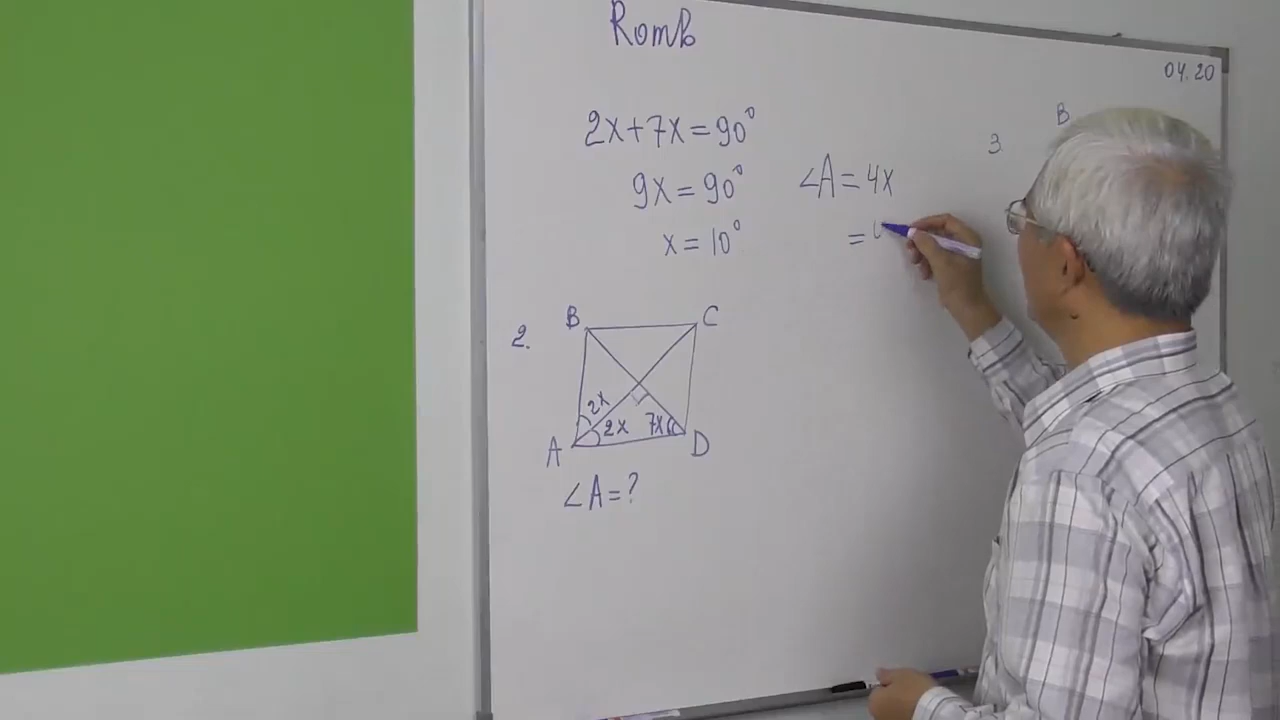 Romb
04.20
2x+7x=90°
9x=90°
x=10°
∠A=4x
=
3.
B
2.
B
C
2x
2x
7x
A
D
∠A=?